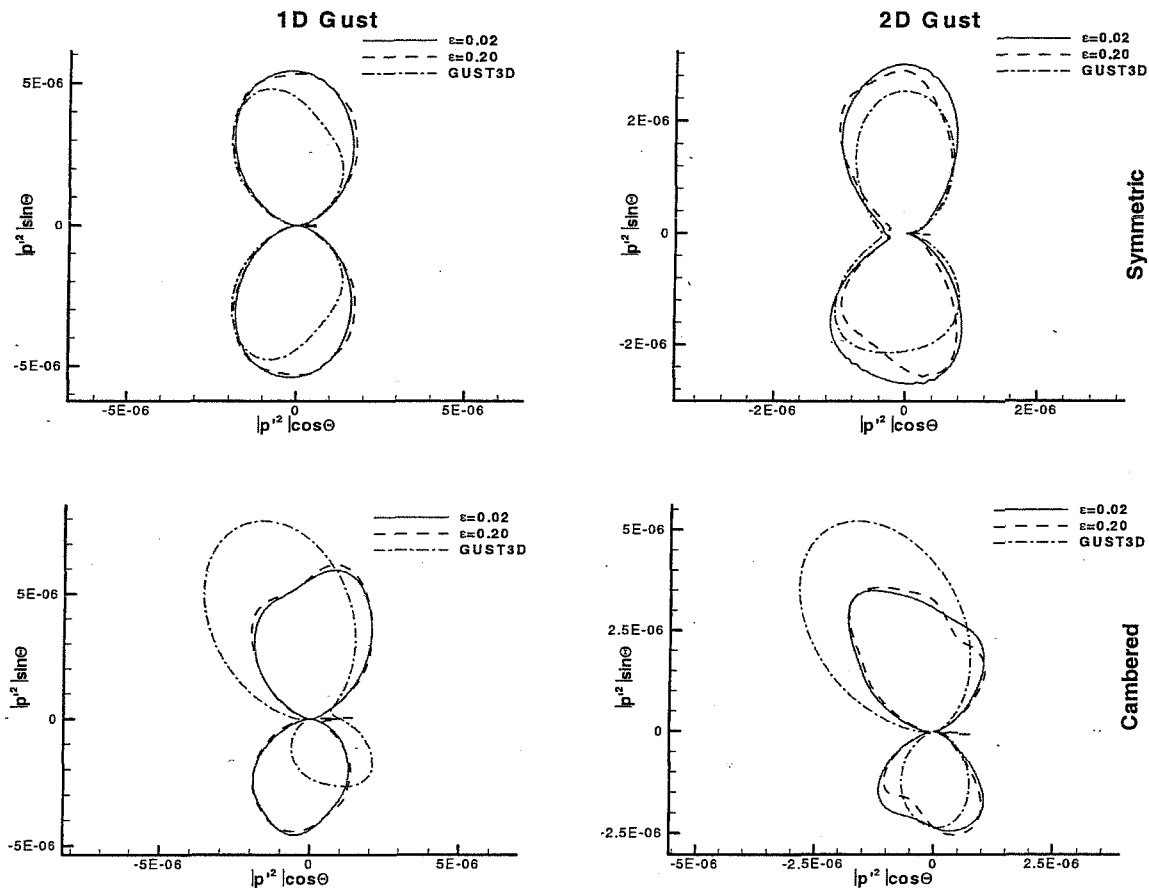 1D Gust
2D Gust
ε=0.02
ε=0.20
GUST3D
5E-06
0
-5E-06
|p'²|sinΘ
-5E-06
0
5E-06
|p'²|cosΘ
ε=0.02
ε=0.20
GUST3D
2E-06
0
-2E-06
|p'²|sinΘ
-2E-06
0
2E-06
|p'²|cosΘ
Symmetric
ε=0.02
ε=0.20
GUST3D
5E-06
0
-5E-06
|p'²|sinΘ
-5E-06
0
5E-06
|p'²|cosΘ
ε=0.02
ε=0.20
GUST3D
5E-06
2.5E-06
0
-2.5E-06
|p'²|sinΘ
-5E-06
-2.5E-06
0
2.5E-06
|p'²|cosΘ
Cambered